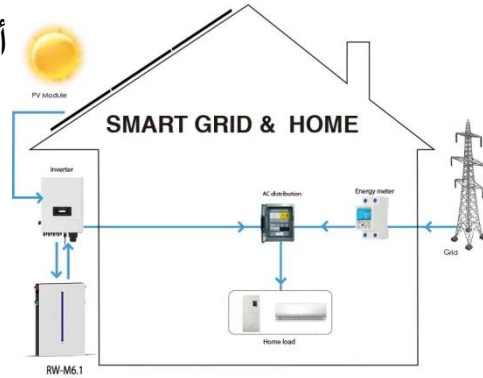 أ
PV Module
SMART GRID & HOME
Inverter
AC distribution
Energy meter
Grid
Home load
RW-M6.1